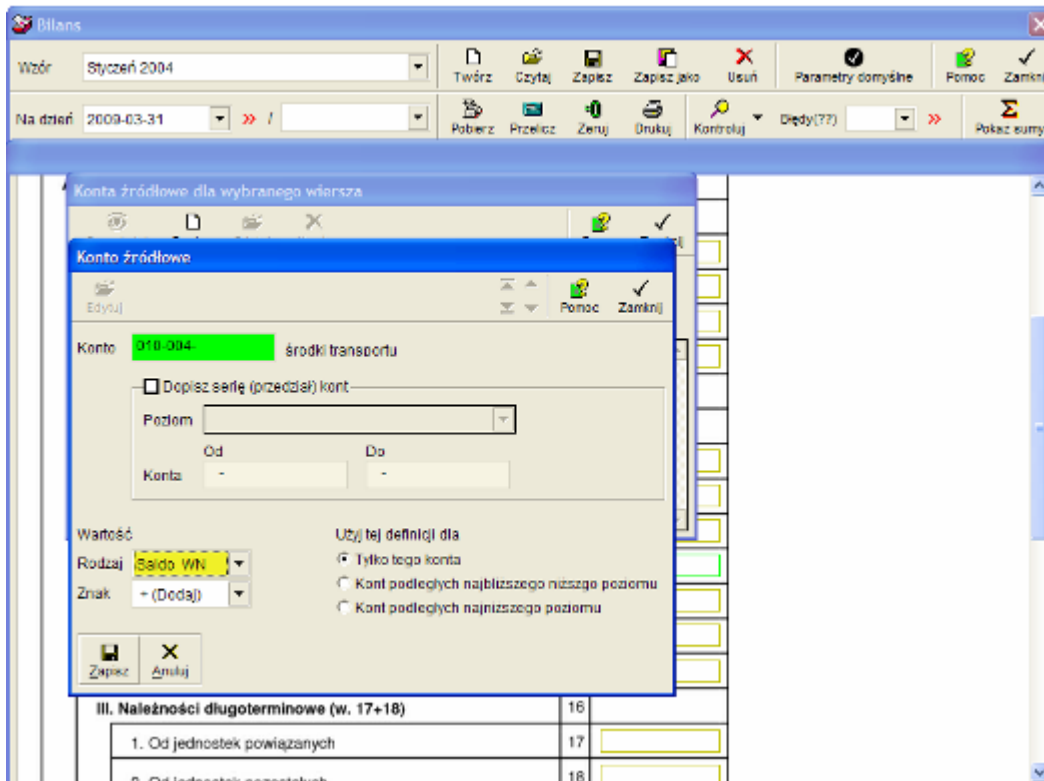 Bilans
Wzór Styczeń 2004 Twórz Czytaj Zapisz Zapisz jako Usuń Parametry domyślne Pomoc Zamkni
Na dzień 2009-03-31 » / Pobierz Przelicz Zeruj Drukuj Kontroluj Błędy(??) » Pokaż sumy
Konta źródłowe dla wybranego wiersza
Konto źródłowe
Edytuj Pomoc Zamknij
Konto 010-004- środki transportu
Dopisz serię (przedział) kont
Poziom
Od Do
Konta - -
Wartość Użyj tej definicji dla
Rodzaj Saldo WN Tylko tego konta
Kont podległych najbliższego niższgo poziomu
Znak + (Dodaj)
Kont podległych najniższego poziomu
Zapisz Anuluj
III. Należności długoterminowe (w. 17+18) 16
1. Od jednostek powiązanych 17
18